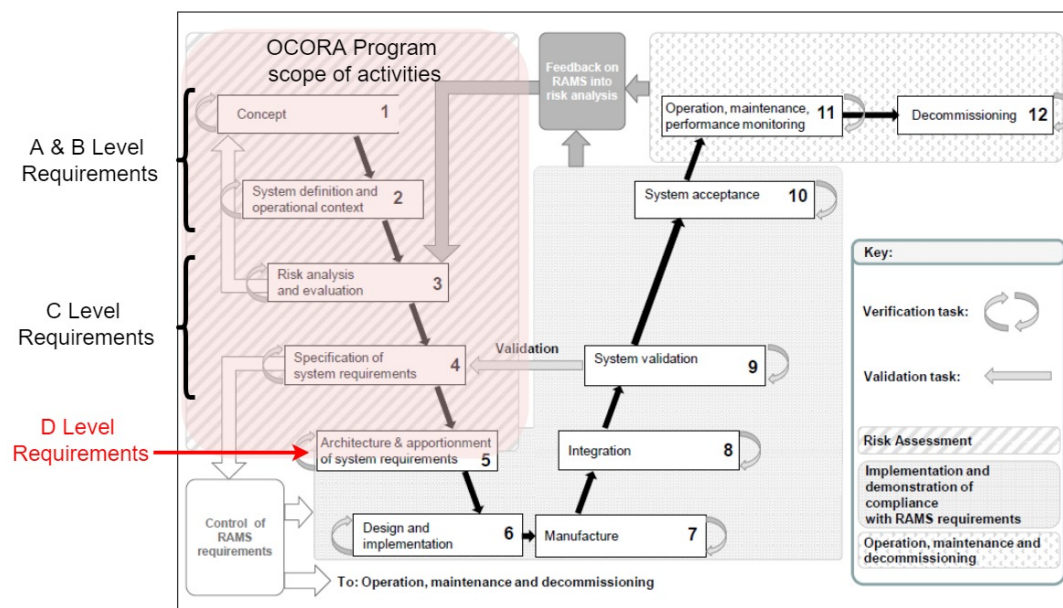 OCORA Program
scope of activities
A & B Level
Requirements
C Level
Requirements
D Level
Requirements
Concept 1
System definition and
operational context 2
Risk analysis
and evaluation 3
Specification of
system requirements 4
Architecture & apportionment
of system requirements 5
Design and
implementation 6
Manufacture 7
Integration 8
System validation 9
Validation
System acceptance 10
Operation, maintenance,
performance monitoring 11
Decommissioning 12
Feedback on
RAMS into
risk analysis
Control of
RAMS
requirements
To: Operation, maintenance and decommissioning
Key:
Verification task:
Validation task:
Risk Assessment
Implementation and
demonstration of
compliance
with RAMS requirements
Operation, maintenance and
decommissioning